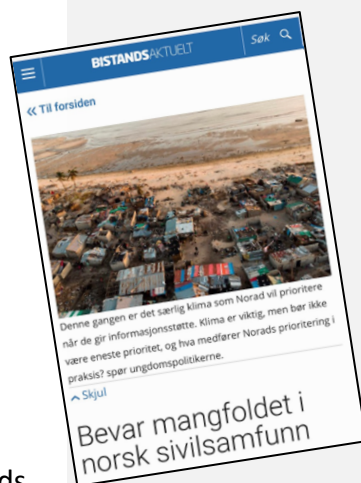 BISTANDSAKTUELT
Søk
<< Til forsiden
Denne gangen er det særlig klima som Norad vil prioritere
når de gir informasjonsstøtte. Klima er viktig, men bør ikke
være eneste prioritet, og hva medfører Norads prioritering i
praksis? spør ungdomspolitikerne.
Skjul
Bevar mangfoldet i
norsk sivilsamfunn
ds